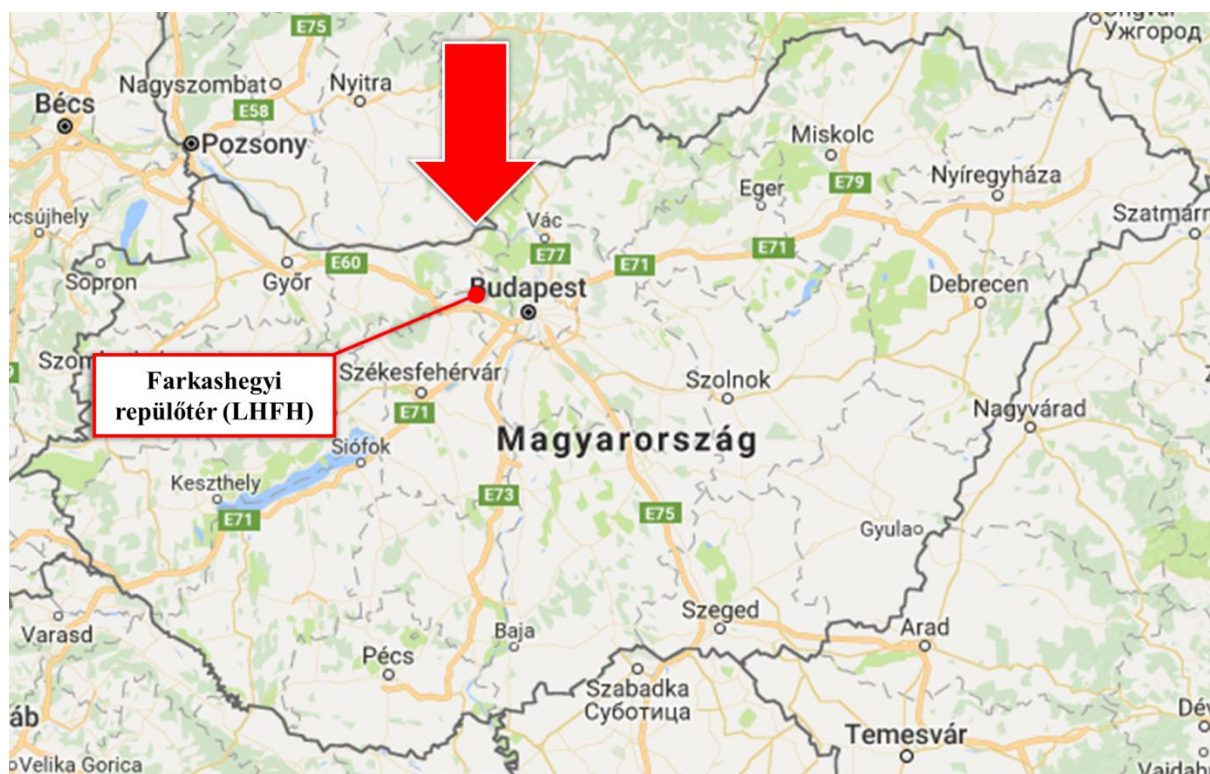 Ужгород
E75
Nagyszombat
Nyitra
Bécs
E58
Pozsony
Miskolc
Eger
E79
Nyíregyháza
Vác
Szatmárr
E77
E71
E71
E60
Sopron
Győr
Budapest
Debrecen
Farkashegyi
repülőtér (LHFH)
Székesfehérvár
E71
Szolnok
Nagyvárad
Magyarország
Siófok
Keszthely
E71
E73
E75
Gyula
Szeged
Varasd
Baja
Arad
Pécs
Szabadka
Суботица
Temesvár
Velika Gorica